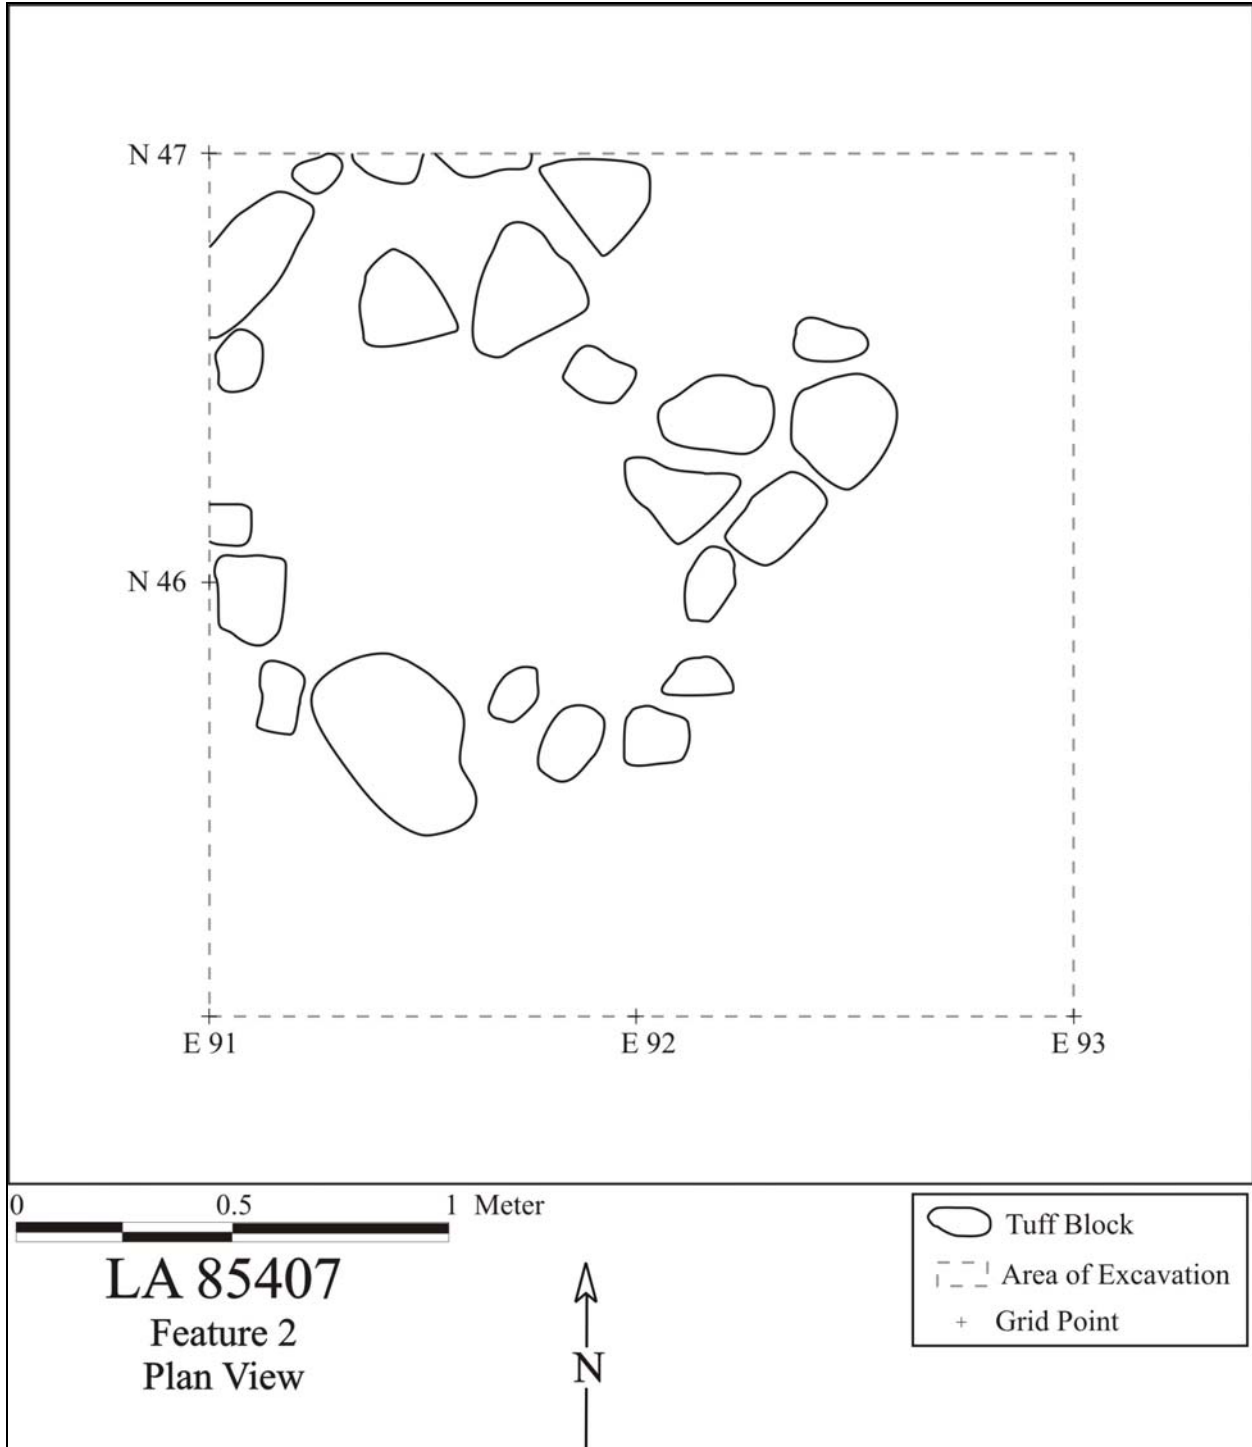 N 47
N 46
E 91 E 92 E 93
0 0.5 1 Meter
LA 85407
Feature 2
Plan View
N
Tuff Block
Area of Excavation
Grid Point